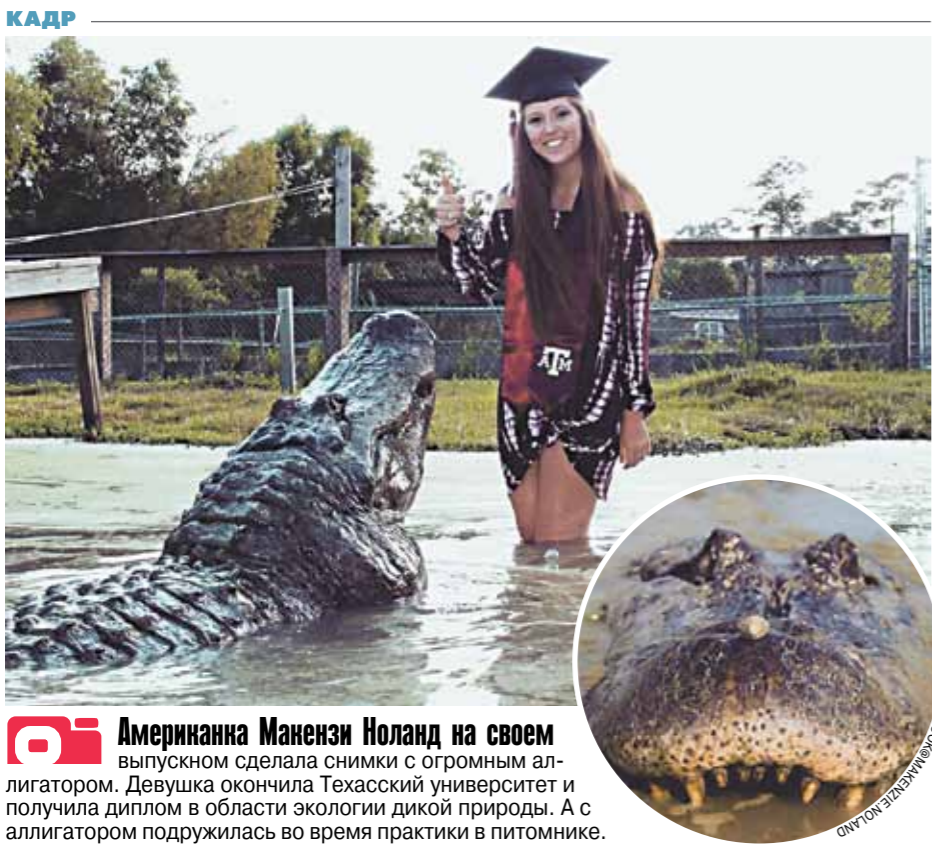 КАДР
ATM
Американка Макензи Ноланд на своем
выпускном сделала снимки с огромным ал-
лигатором. Девушка окончила Техасский университет и
получила диплом в области экологии дикой природы. А с
аллигатором подружилась во время практики в питомнике.
@MAKENZIE.NOLAND